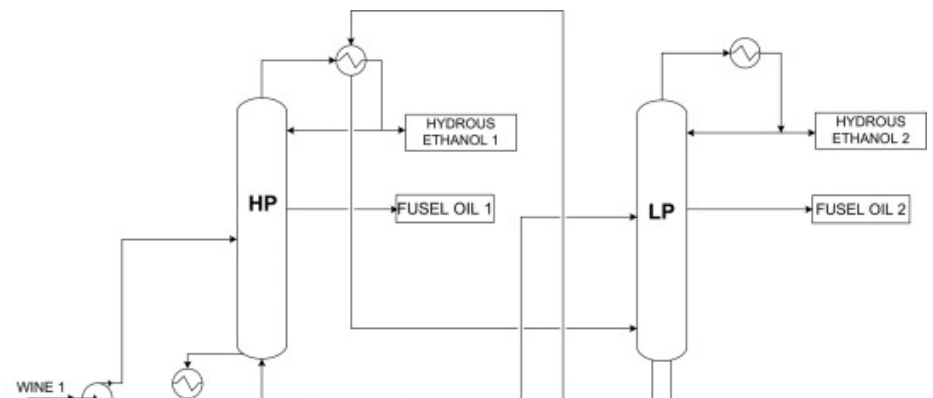 HYDROUS
ETHANOL 1
HYDROUS
ETHANOL 2
HP
FUSEL OIL 1
LP
FUSEL OIL 2
WINE 1